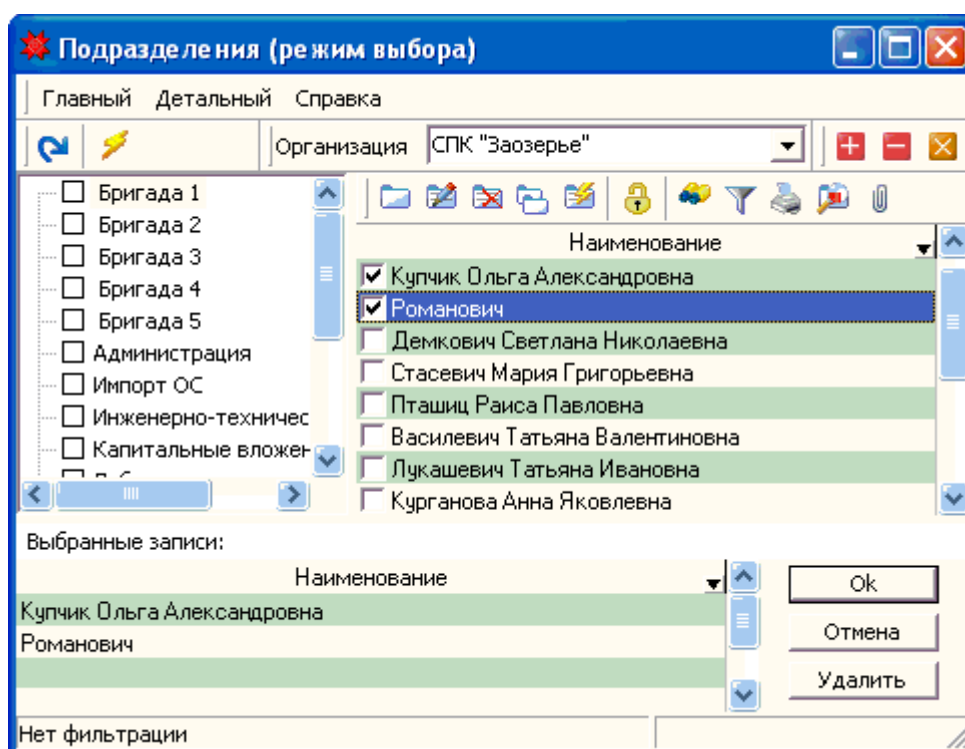 Подразделения (режим выбора)
Главный Детальный Справка
Организация СПК "Заозерье"
Бригада 1
Бригада 2
Бригада 3
Бригада 4
Бригада 5
Администрация
Импорт ОС
Инженерно-техничес
Капитальные вложен
Наименование
Купчик Ольга Александровна
Романович
Демкович Светлана Николаевна
Стасевич Мария Григорьевна
Пташиц Раиса Павловна
Василевич Татьяна Валентиновна
Лукашевич Татьяна Ивановна
Курганова Анна Яковлевна
Выбранные записи:
Наименование
Купчик Ольга Александровна
Романович
Ok
Отмена
Удалить
Нет фильтрации